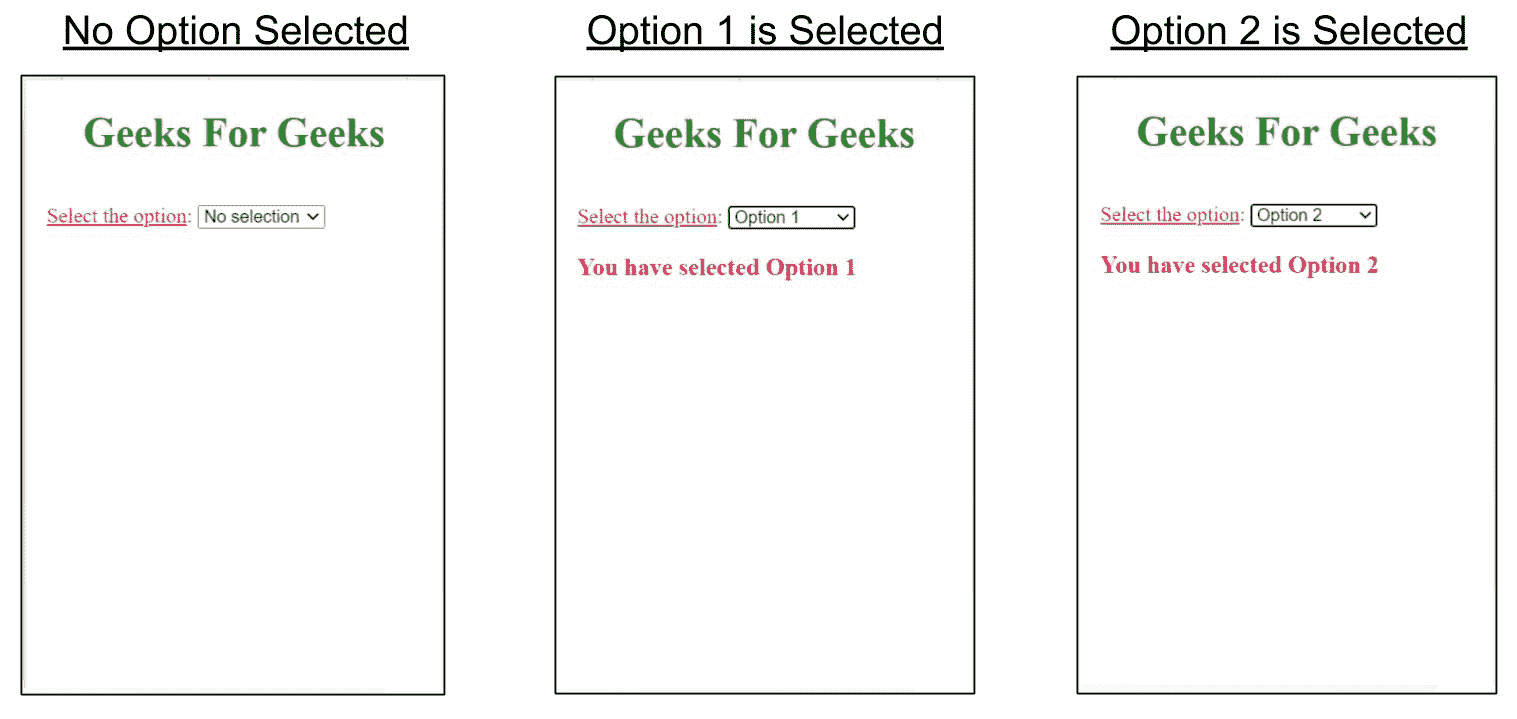 No Option Selected
Geeks For Geeks
Select the option: No selection
Option 1 is Selected
Geeks For Geeks
Select the option: Option 1
You have selected Option 1
Option 2 is Selected
Geeks For Geeks
Select the option: Option 2
You have selected Option 2